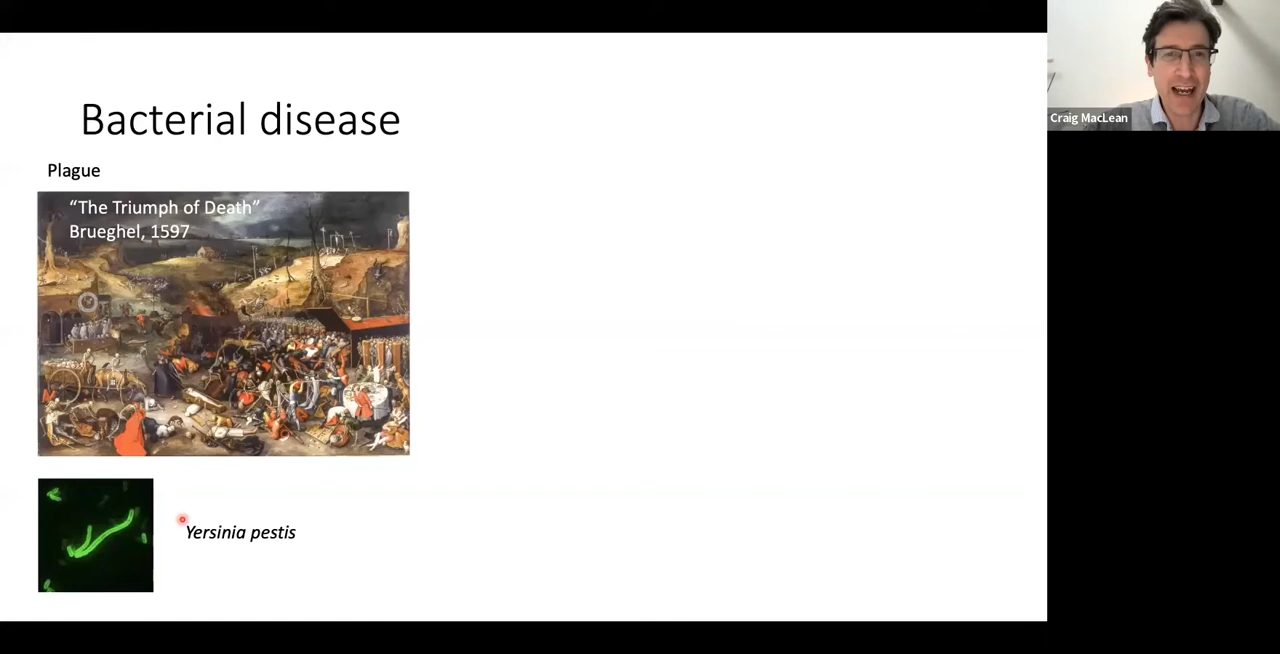 Bacterial disease
Plague
“The Triumph of Death”
Brueghel, 1597
Yersinia pestis
Craig MacLean